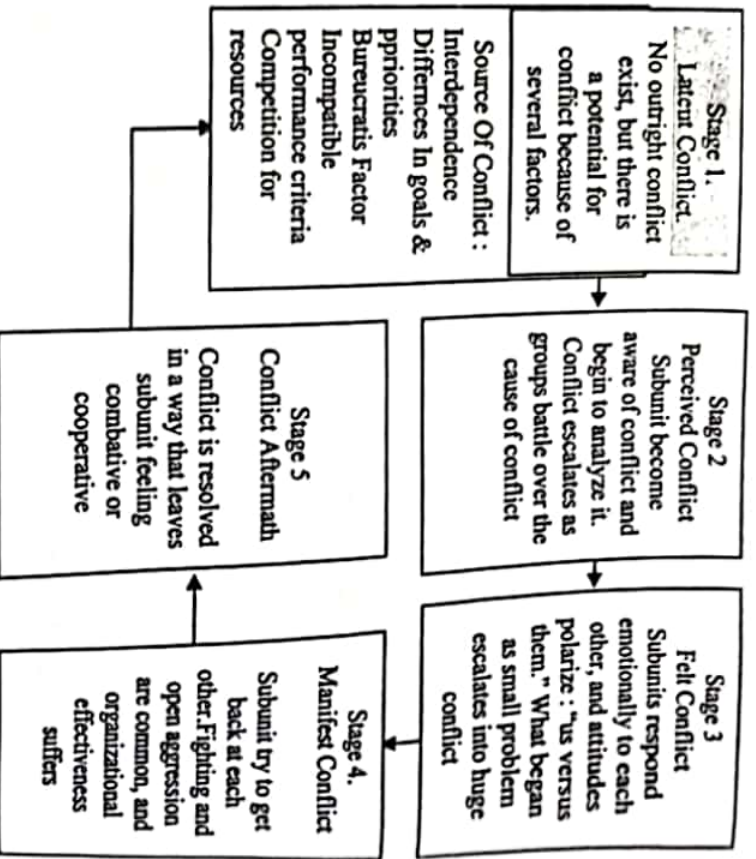 Stage 1.
Latcut Conflict.
No outright conflict
exist, but there is
a potential for
conflict because of
several factors.
Source Of Conflict :
Interdependence
Differnces In goals &
ppriorities
Bureucratis Factor
Incompatible
performance criteria
Competition for
resources
Stage 2
Perceived Conflict
Subunit become
aware of conflict and
begin to analyze it.
Conflict escalates as
groups battle over the
cause of conflict
Stage 3
Felt Conflict
Subunits respond
emotionally to each
other, and attitudes
polarize : "us versus
them." What began
as small problem
escalates into huge
conflict
Stage 4.
Manifest Conflict
Subunit try to get
back at each
other.Fighting and
open aggression
are common, and
organizational
effectiveness
suffers
Stage 5
Conflict Aftermath
Conflict is resolved
in a way that leaves
subunit feeling
combative or
cooperative